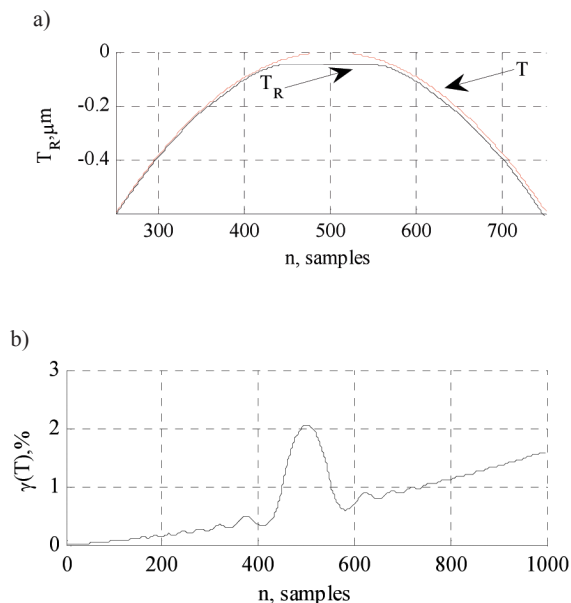 a)
0
-0.2
-0.4
T_R,μm
T_R
T
300 400 500 600 700
n, samples
b)
3
2
1
0
γ(T),%
0 200 400 600 800 1000
n, samples